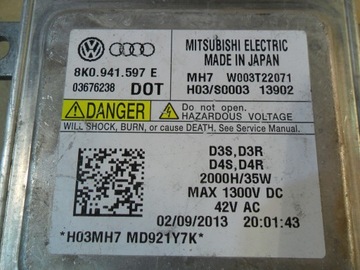 8K0.941.597 E
03676238 DOT
MITSUBISHI ELECTRIC
MADE IN JAPAN
MH7 W003T22071
H03/S0003 13902
DANGER
Do not open.
HAZARDOUS VOLTAGE
WILL SHOCK, BURN, or cause DEATH. See Service Manual.
D3S,D3R
D4S,D4R
2000H/35W
MAX 1300V DC
42V AC
02/09/2013 20:01:43
*H03MH7 MD921Y7K*